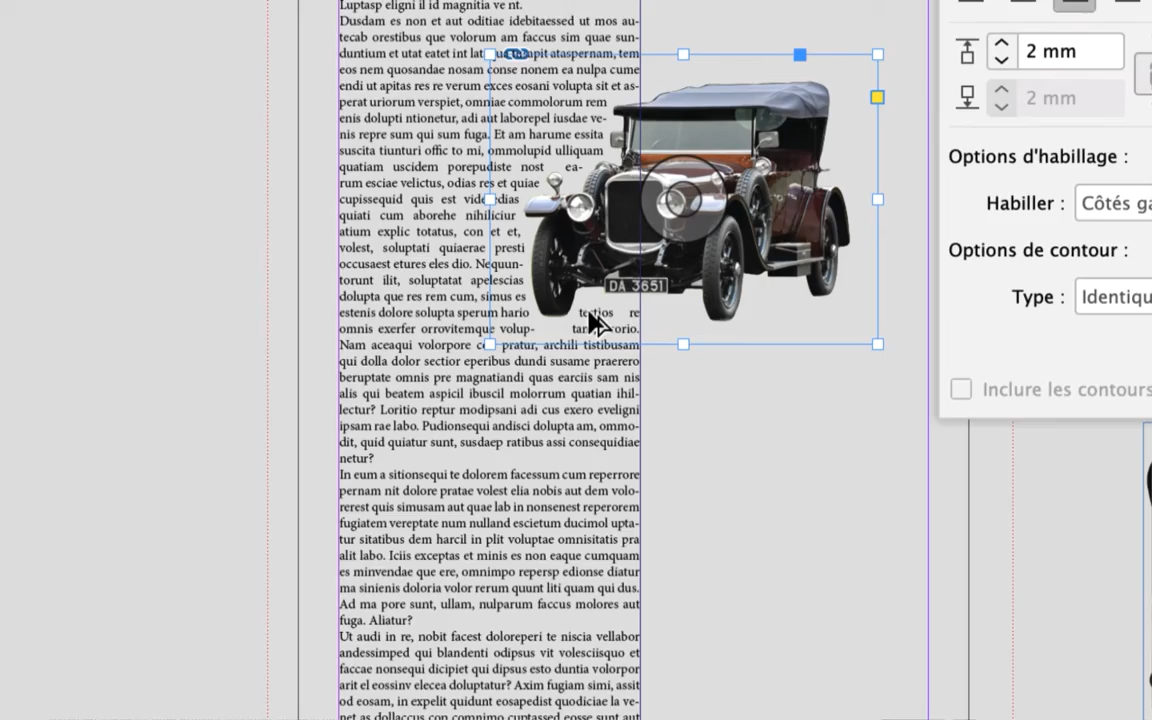 Luptasp eligni il id magnitia ve nt.
Dusdam es non et aut oditiae idebitaessed ut mos au-
tecab orestibus que volorum am faccus sim quae sun-
duntium et utat eatet int lat apit ataspernam, tem
eos nem quosandae nosam conse nonem ea nulpa cume
endi ut apitas res re verum exces eosani volupta sit et as-
perat uriorum verspiet, omniae commolorum rem
enis dolupti ntionetur, adi aut laborepel iusdae ve-
nis repre sum qui sum fuga. Et am harume essita
suscita tiunturi offic to mi, ommolupid ulliquam
quatiam uscidem porepudiste nost ea-
rum esciae velictus, odias res et quiae
cupissequid quis est vide dias
quiati cum aborehe nihiliciur
atium explic totatus, con et et,
volest, soluptati quiaerae presti
occusaest etures eles dio. Nequun-
torunt ilit, soluptatat apelescias
dolupta que res rem cum, simus es
estenis dolore solupta sperum hario re
omnis exerfer orrovitemque volup- orio.
Nam aceaqui volorpore pratur, archili tistibusam
qui dolla dolor sectior eperibus dundi susame praerero
beruptate omnis pre magnatiandi quas earciis sam nis
alis qui beatem aspicil ibuscil molorrum quatian ihil-
lectur? Loritio reptur modipsani adi cus exero eveligni
ipsam rae labo. Pudionsequi andisci dolupta am, ommo-
dit, quid quiatur sunt, susdaep ratibus assi consequidiae
netur?
In eum a sitionsequi te dolorem facessum cum reperrore
pernam nit dolore pratae volest elia nobis aut dem volo-
rerest quis simusam aut quae lab in nonsenest reperorem
fugiatem vereptate num nulland escietum ducimol upta-
tur sitatibus dem harcil in plit voluptae omnisitatis pra
alit labo. Iciis exceptas et minis es non eaque cumquam
es minvendae que ere, omnimpo repersp edionse diatur
ma sinienis doloria volor rerum quunt liti quam qui dus.
Ad ma pore sunt, ullam, nulparum faccus molores aut
fuga. Aliatur?
Ut audi in re, nobit facest doloreperi te niscia vellabor
andessimped qui blandenti odipsus vit volesciisquo et
faccae nonsequi dicipiet qui dipsus esto duntia volorpor
arit el eossinv elecea doluptatur? Axim fugiam simi, assit
od eosam, in expelit quidunt eosapedist quodiciae la ve-
net as dollaccus con comnimo cuptassed eosse sunt aut
DA 3651
2 mm
2 mm
Options d'habillage :
Habiller : Côtés ga
Options de contour :
Type : Identiqu
Inclure les contours